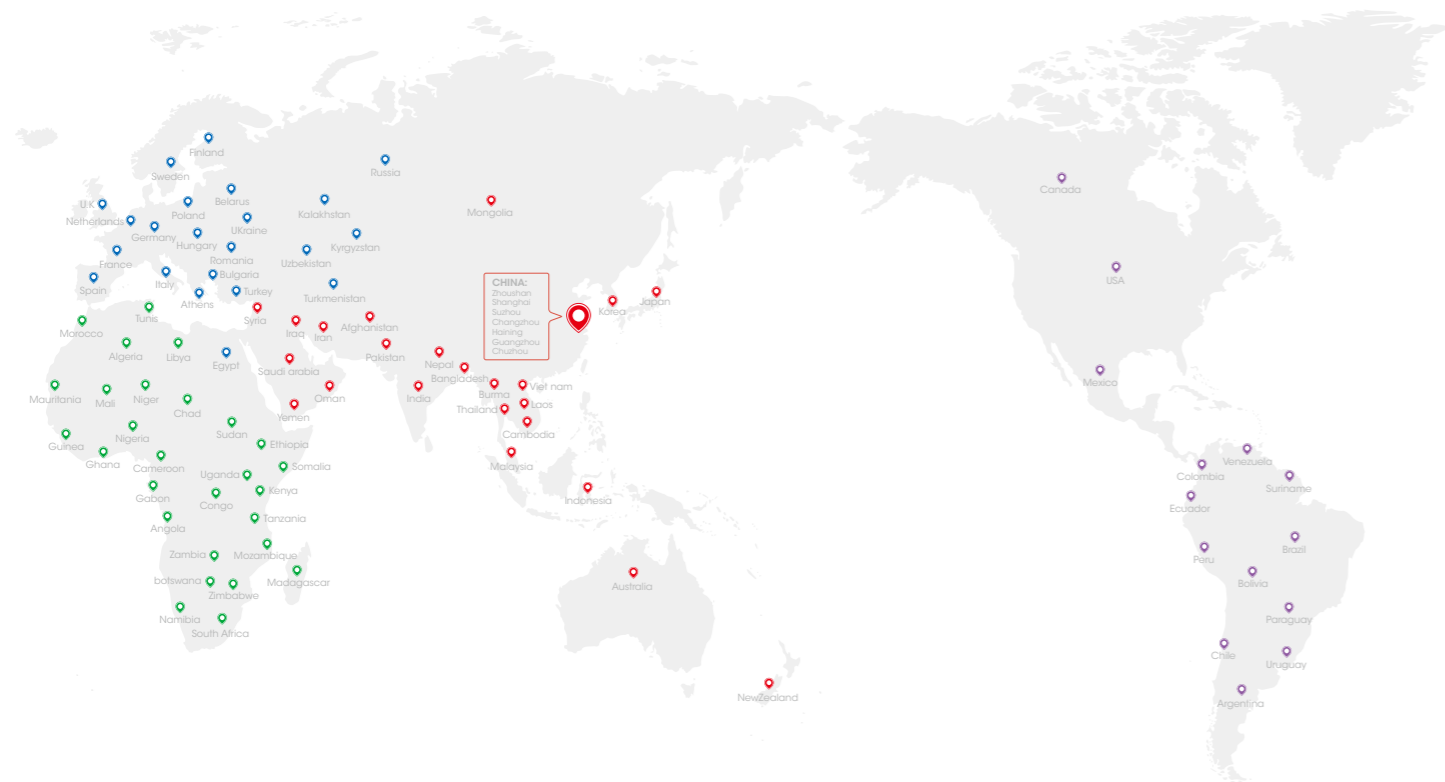 Finland
Sweden
Russia
Belarus
Poland
U.K
Netherlands
Kalakhstan
Mongolia
Canada
UKraine
Germany
Hungary
Kyrgyzstan
France
Romania
Uzbekistan
Bulgaria
Italy
Spain
Turkey
Athens
Turkmenistan
USA
CHINA:
Zhoushan
Shanghai
Suzhou
Changzhou
Haining
Guangzhou
Chuzhou
Korea
Japan
Tunis
Syria
Morocco
Iraq
Iran
Afghanistan
Algeria
Libya
Egypt
Saudi arabia
Pakistan
Nepal
Bangladesh
Mauritania
Mali
Niger
Chad
Oman
India
Burma
Viet nam
Mexico
Yemen
Thailand
Laos
Nigeria
Sudan
Cambodia
Guinea
Ghana
Ethiopia
Cameroon
Somalia
Malaysia
Venezuela
Colombia
Uganda
Gabon
Congo
Kenya
Indonesia
Suriname
Ecuador
Angola
Tanzania
Zambia
Mozambique
Peru
Brazil
botswana
Zimbabwe
Madagascar
Australia
Bolivia
Namibia
South Africa
Paraguay
Chile
Uruguay
NewZealand
Argentina